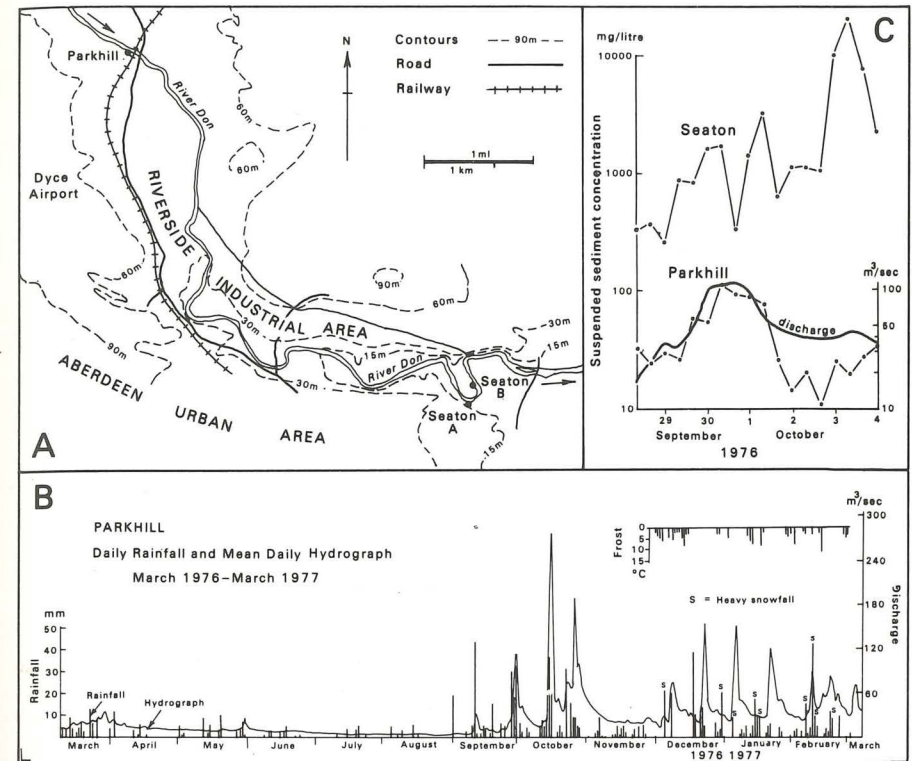 Parkhill
Dyce
Airport
River Don
60m
60m
60m
RIVERSIDE
INDUSTRIAL AREA
90m
60m
30m
90m
15m
30m
30m
15m
River Don
Seaton
B
Seaton
A
15m
ABERDEEN
URBAN
AREA
A
N
Contours
90m
Road
Railway
1ml
1 km
C
mg/litre
10000
1000
100
10
Suspended sediment concentration
Seaton
Parkhill
discharge
m³/sec
100
50
10
29 30 1 2 3 4
September October
1976
B
PARKHILL
Daily Rainfall and Mean Daily Hydrograph
March 1976–March 1977
mm
50
40
30
20
10
Rainfall
Rainfall
Hydrograph
Frost
0
5
10
15
°C
S = Heavy snowfall
m³/sec
300
240
180
120
60
Discharge
S
S
S
S
S
S
S
S
S
March April May June July August September October November December January February March
1976 1977